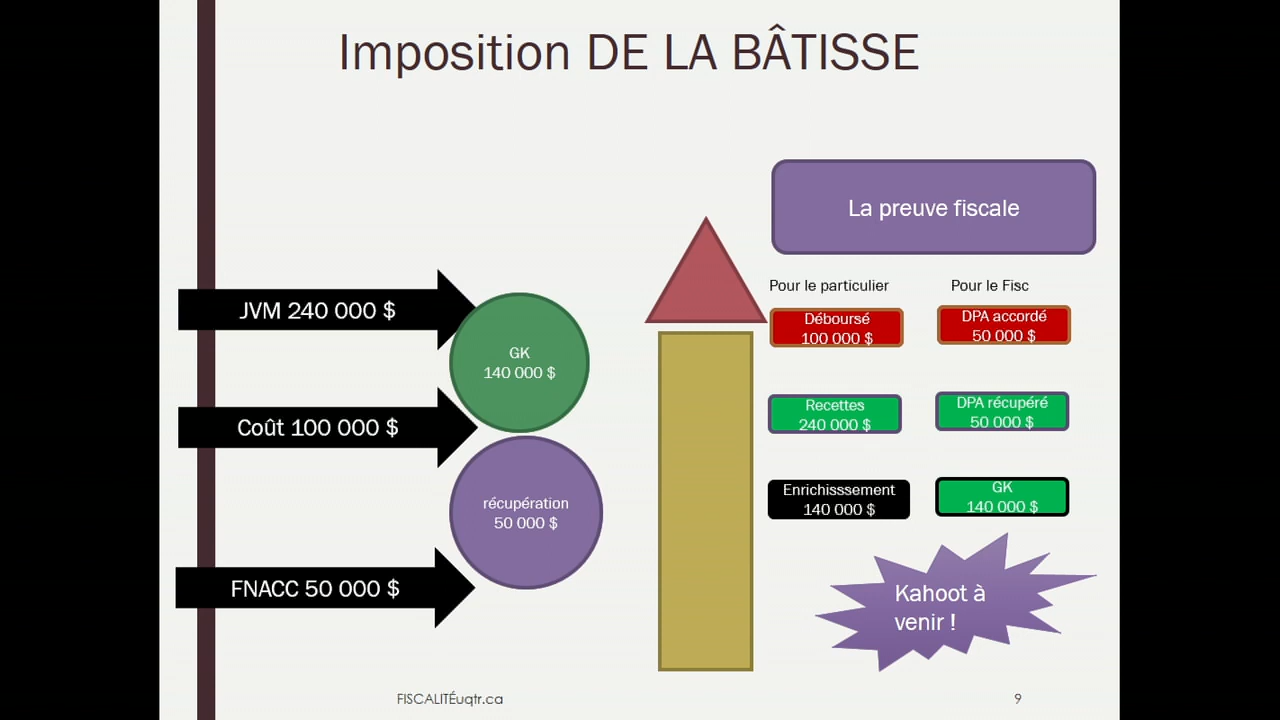 Imposition DE LA BÂTISSE
JVM 240 000 $
Coût 100 000 $
FNACC 50 000 $
GK
140 000 $
récupération
50 000 $
La preuve fiscale
Pour le particulier
Pour le Fisc
Déboursé
100 000 $
DPA accordé
50 000 $
Recettes
240 000 $
DPA récupéré
50 000 $
Enrichisssement
140 000 $
GK
140 000 $
Kahoot à
venir !
FISCALITÉuqtr.ca
9